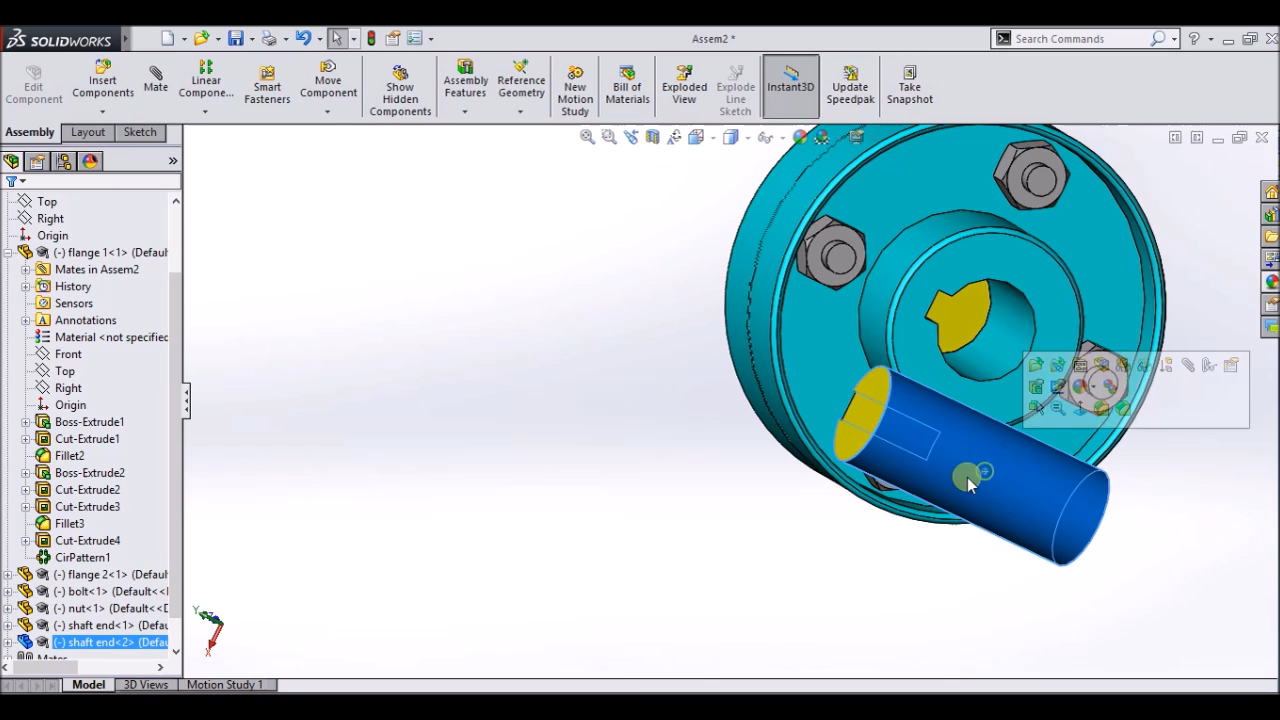 SOLIDWORKS
Assem2 *
Search Commands
Edit Component
Insert Components
Mate
Linear Compone...
Smart Fasteners
Move Component
Show Hidden Components
Assembly Features
Reference Geometry
New Motion Study
Bill of Materials
Exploded View
Explode Line Sketch
Instant3D
Update Speedpak
Take Snapshot
Assembly
Layout
Sketch
Top
Right
Origin
(-) flange 1<1> (Defaul
Mates in Assem2
History
Sensors
Annotations
Material <not specified
Front
Top
Right
Origin
Boss-Extrude1
Cut-Extrude1
Fillet2
Boss-Extrude2
Cut-Extrude2
Cut-Extrude3
Fillet3
Cut-Extrude4
CirPattern1
(-) flange 2<1> (Defaul
(-) bolt<1> (Default<<D
(-) nut<1> (Default<<D
(-) shaft end<1> (Defau
(-) shaft end<2> (Defau
Mates
Y
X
Model
3D Views
Motion Study 1